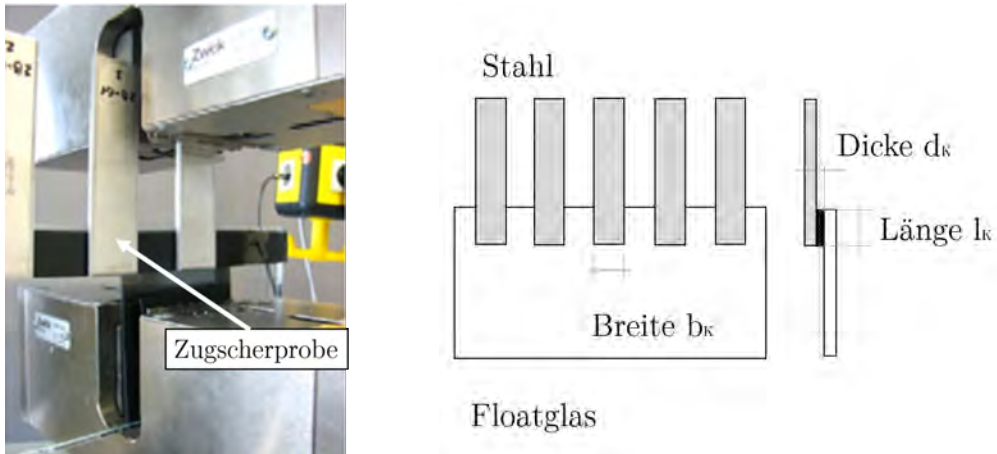 Zwick
Zugscherprobe
Stahl
Dicke dₖ
Länge lₖ
Breite bₖ
Floatglas